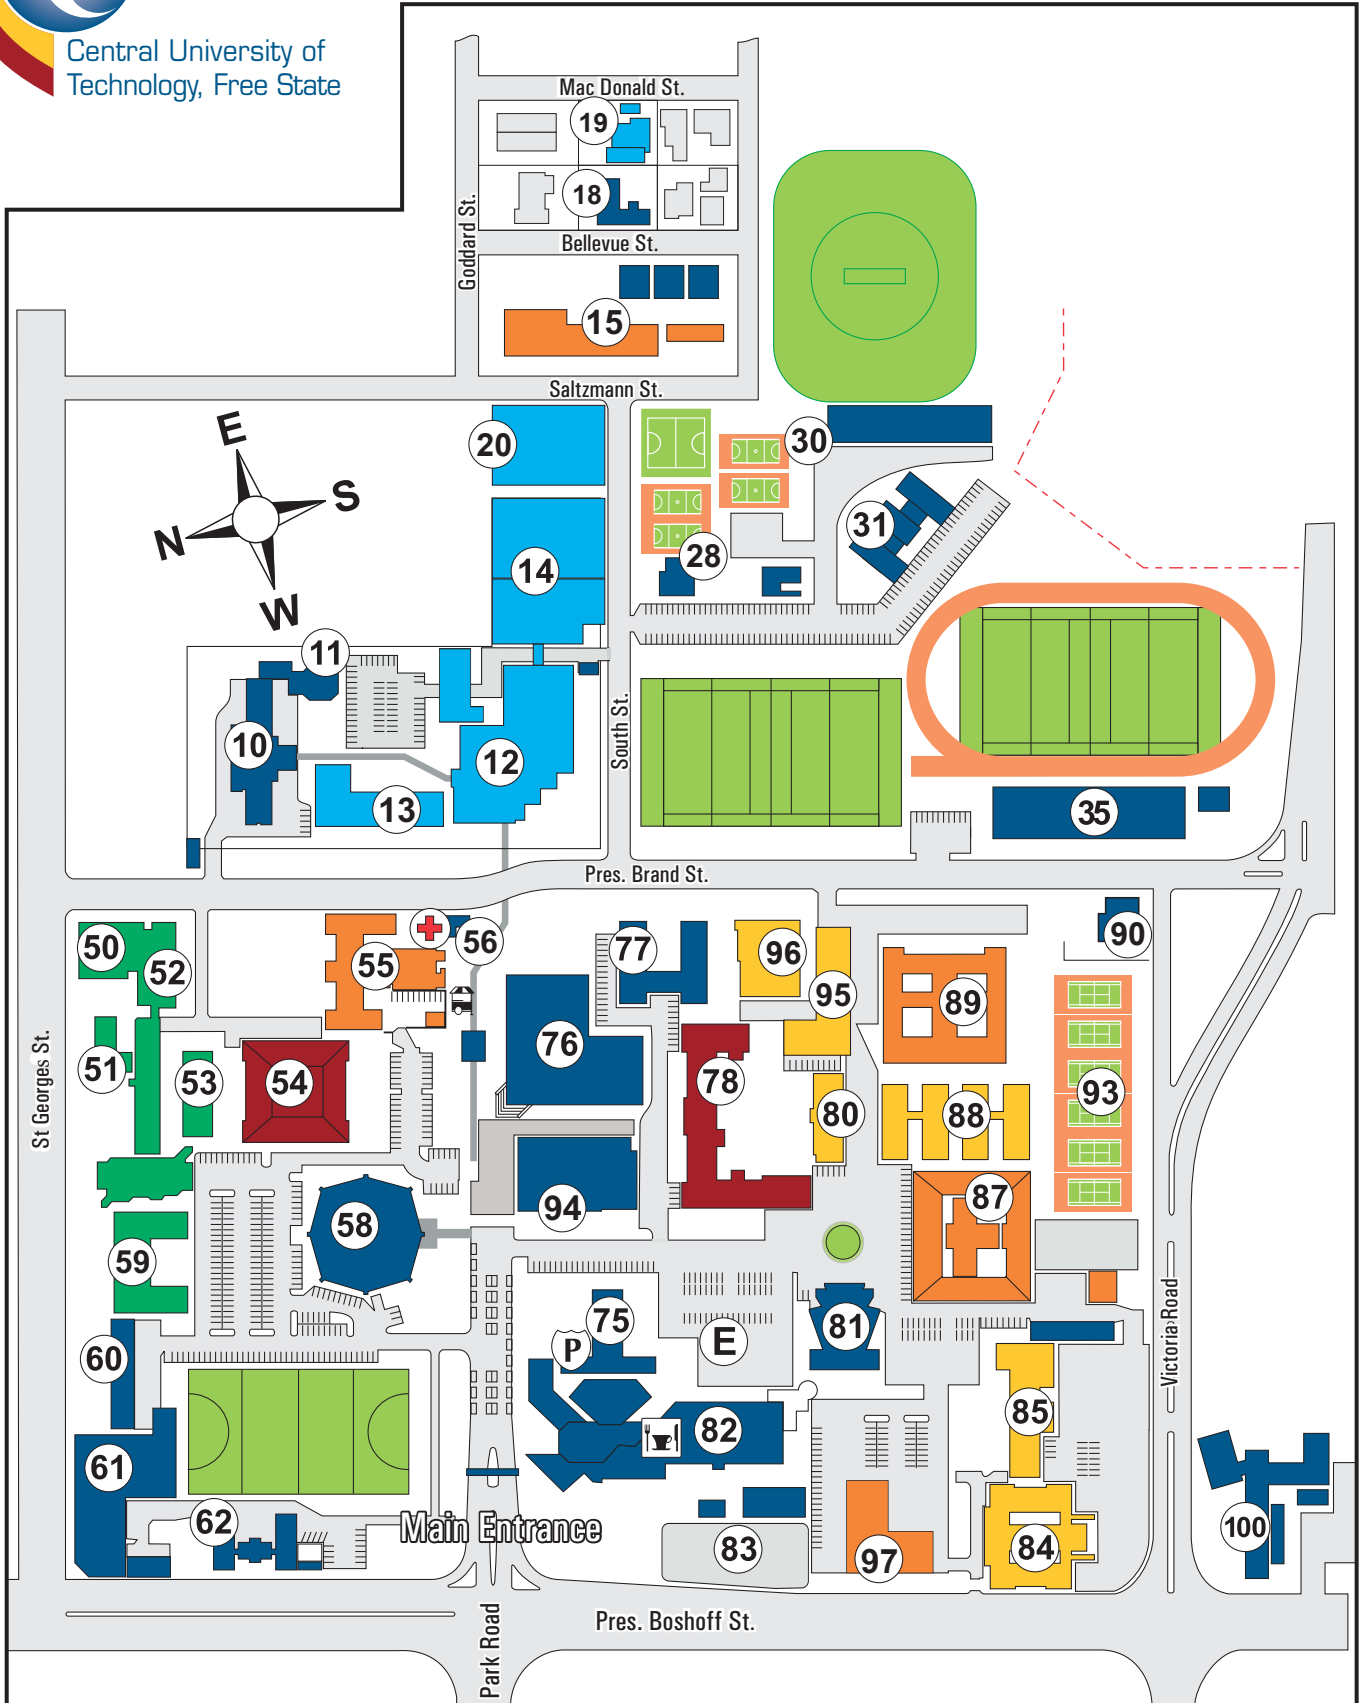 Central University of
Technology, Free State
Mac Donald St.
19
18
Goddard St.
Bellevue St.
15
Saltzmann St.
E
S
N
W
20
30
31
14
28
11
10
12
13
South St.
35
Pres. Brand St.
50
52
55
56
77
96
95
90
89
51
53
54
76
78
80
88
93
St Georges St.
58
94
87
59
75
P
E
81
60
Victoria Road
82
85
61
62
Main Entrance
83
97
84
100
Park Road
Pres. Boshoff St.